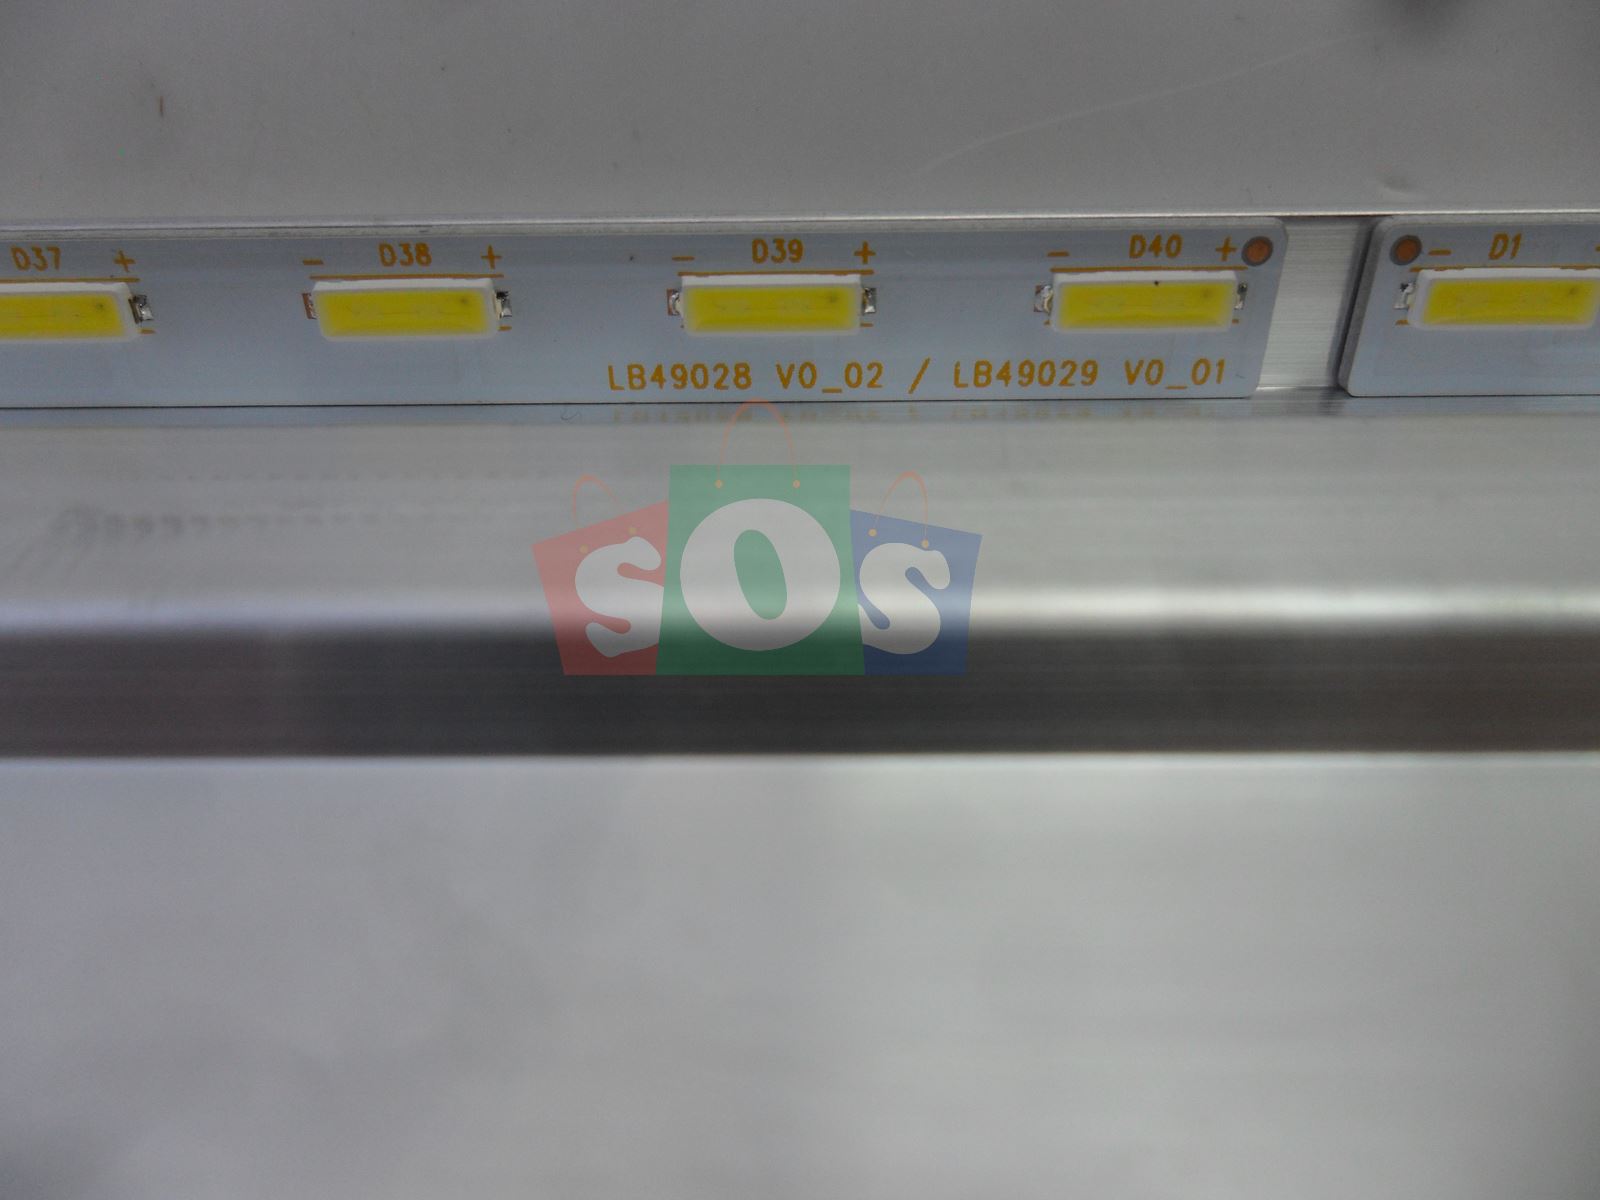 D37 + - D38 + - D39 + - D40 + - D1
LB49028 V0_02 / LB49029 V0_01
SOS